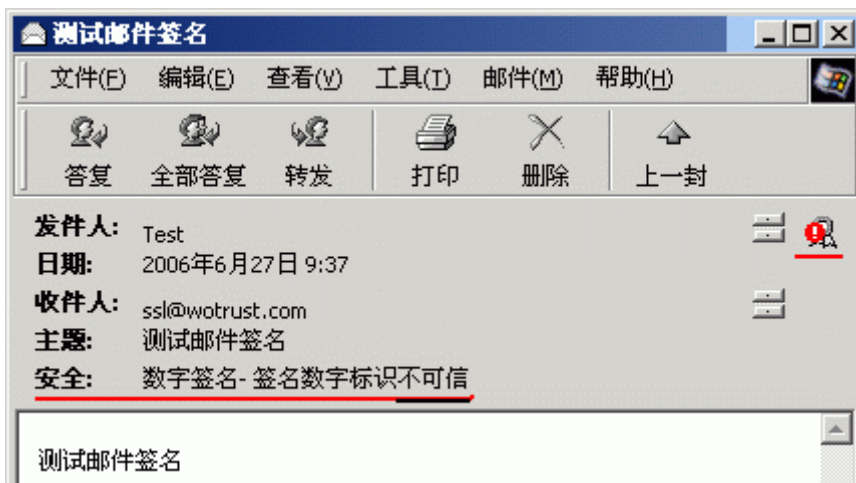 测试邮件签名
文件(F) 编辑(E) 查看(V) 工具(T) 邮件(M) 帮助(H)
答复 全部答复 转发 打印 删除 上一封
发件人: Test
日期: 2006年6月27日 9:37
收件人: ssl@wotrust.com
主题: 测试邮件签名
安全: 数字签名- 签名数字标识不可信
测试邮件签名